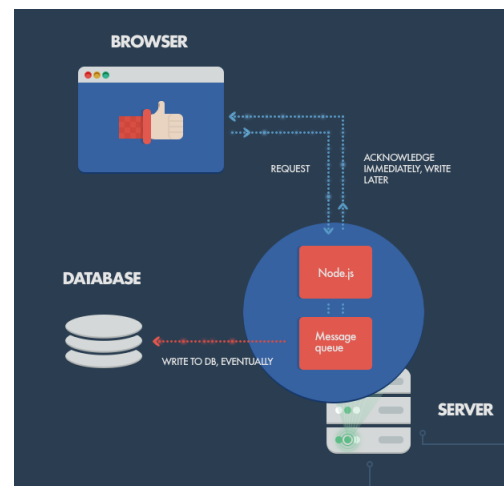 BROWSER
REQUEST
ACKNOWLEDGE
IMMEDIATELY, WRITE
LATER
Node.js
DATABASE
Message
queue
WRITE TO DB, EVENTUALLY
SERVER